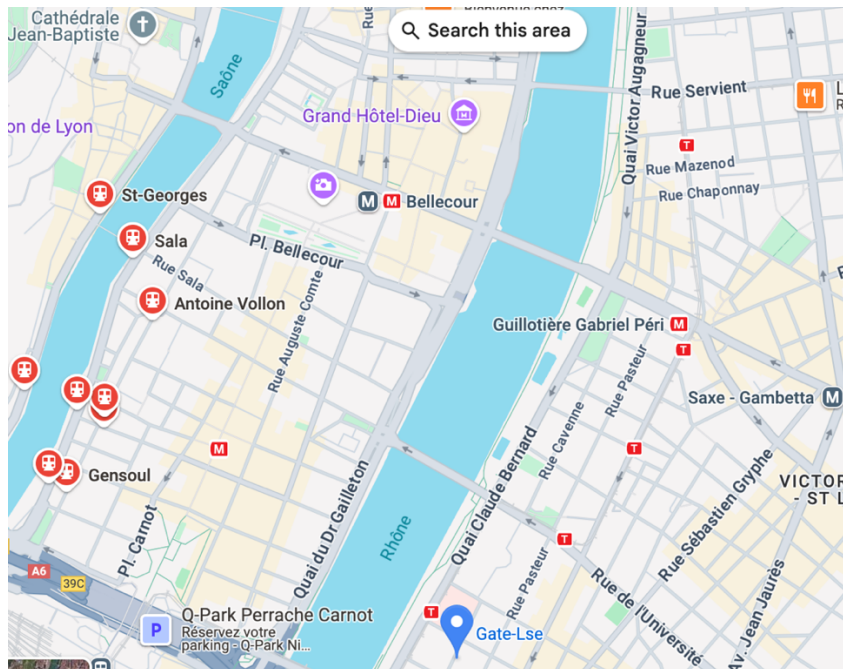 Cathédrale
Jean-Baptiste
Rue
Search this area
Saône
Quai Victor Augagneur
Rue Servient
L
R
on de Lyon
Grand Hôtel-Dieu
T
Rue Mazenod
Rue Chaponnay
St-Georges
M
M
Bellecour
Sala
Pl. Bellecour
Rue Sala
Antoine Vollon
Rue Auguste Comte
Guillotière Gabriel Péri
M
T
Rue Pasteur
Saxe - Gambetta
M
Rue Cavenne
M
T
Gensoul
Quai Claude Bernard
Rue Sébastien Gryphe
VICTOR
- ST L
Pl. Carnot
Quai du Dr Gailleton
Rhône
T
A6
39C
Rue Pasteur
Rue de l'Université
Av. Jean Jaurès
P
Q-Park Perrache Carnot
Réservez votre
parking - Q-Park Ni...
T
Gate-Lse